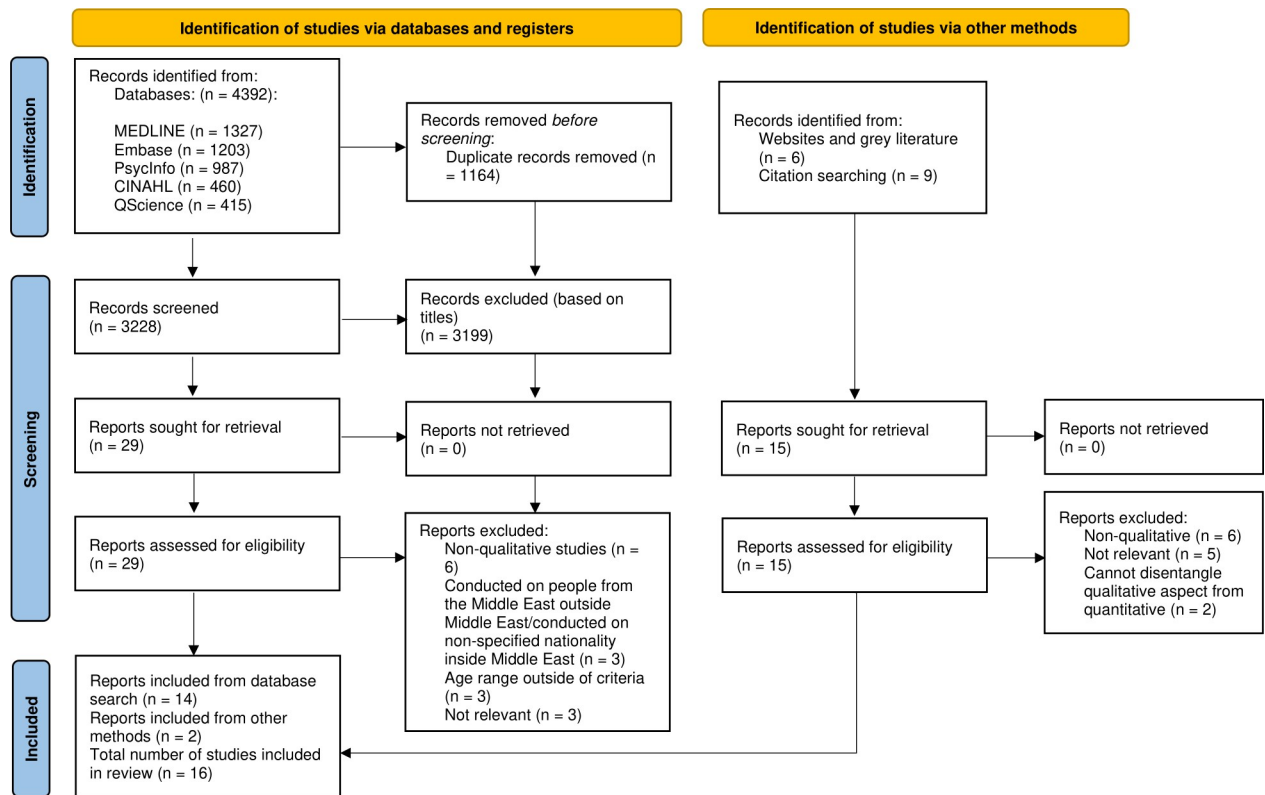 Identification of studies via databases and registers
Identification of studies via other methods
Identification
Records identified from:
Databases: (n = 4392):
MEDLINE (n = 1327)
Embase (n = 1203)
PsycInfo (n = 987)
CINAHL (n = 460)
QScience (n = 415)
Records removed before
screening:
Duplicate records removed (n
= 1164)
Records identified from:
Websites and grey literature
(n = 6)
Citation searching (n = 9)
Screening
Records screened
(n = 3228)
Records excluded (based on
titles)
(n = 3199)
Reports sought for retrieval
(n = 29)
Reports not retrieved
(n = 0)
Reports sought for retrieval
(n = 15)
Reports not retrieved
(n = 0)
Reports assessed for eligibility
(n = 29)
Reports excluded:
Non-qualitative studies (n =
6)
Conducted on people from
the Middle East outside
Middle East/conducted on
non-specified nationality
inside Middle East (n = 3)
Age range outside of criteria
(n = 3)
Not relevant (n = 3)
Reports assessed for eligibility
(n = 15)
Reports excluded:
Non-qualitative (n = 6)
Not relevant (n = 5)
Cannot disentangle
qualitative aspect from
quantitative (n = 2)
Included
Reports included from database
search (n = 14)
Reports included from other
methods (n = 2)
Total number of studies included
in review (n = 16)